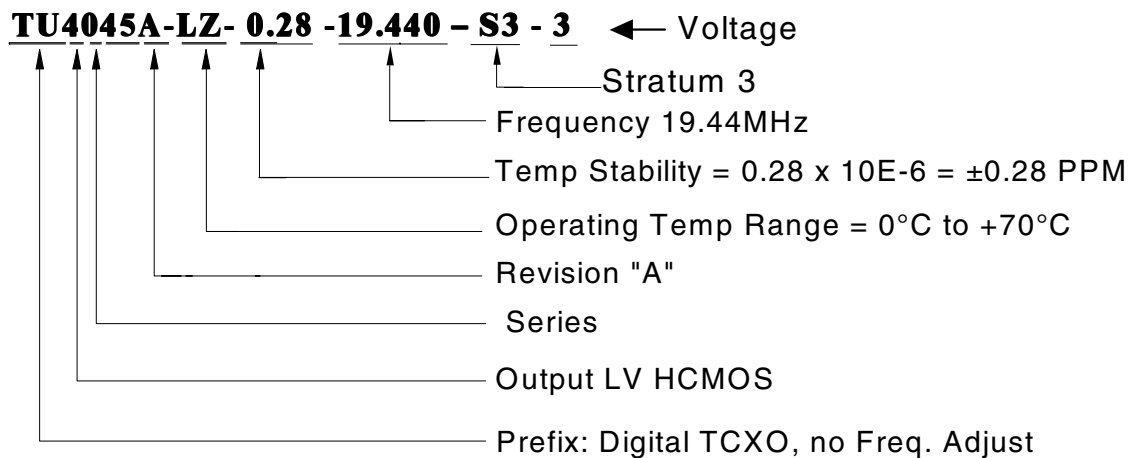 TU4045A-LZ- 0.28 -19.440 – S3 - 3 Voltage
Stratum 3
Frequency 19.44MHz
Temp Stability = 0.28 x 10E-6 = ±0.28 PPM
Operating Temp Range = 0°C to +70°C
Revision "A"
Series
Output LV HCMOS
Prefix: Digital TCXO, no Freq. Adjust